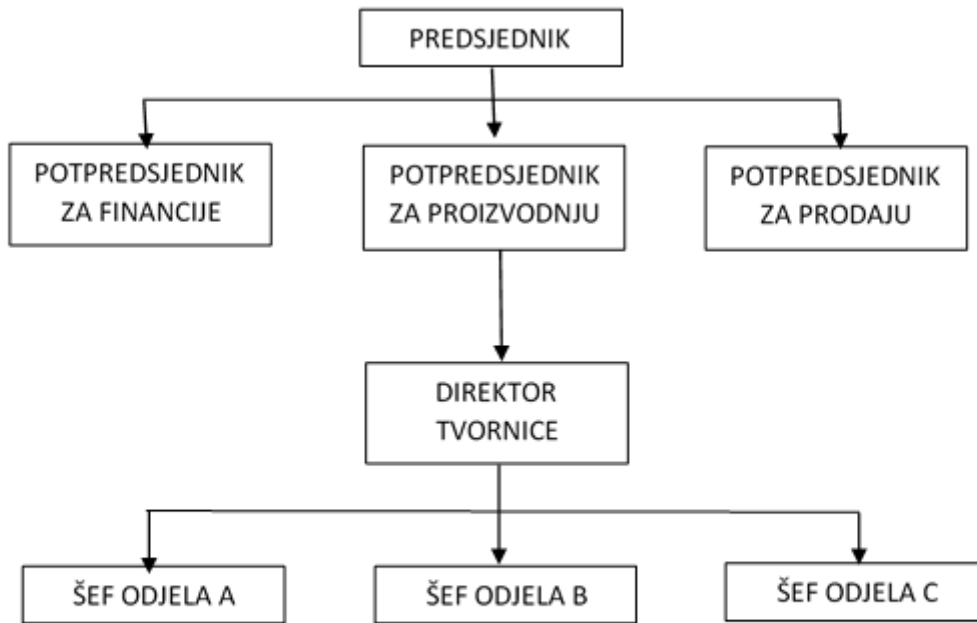 PREDSJEDNIK
POTPREDSJEDNIK
ZA FINANCIJE
POTPREDSJEDNIK
ZA PROIZVODNJU
POTPREDSJEDNIK
ZA PRODAJU
DIREKTOR
TVORNICE
ŠEF ODJELA A
ŠEF ODJELA B
ŠEF ODJELA C